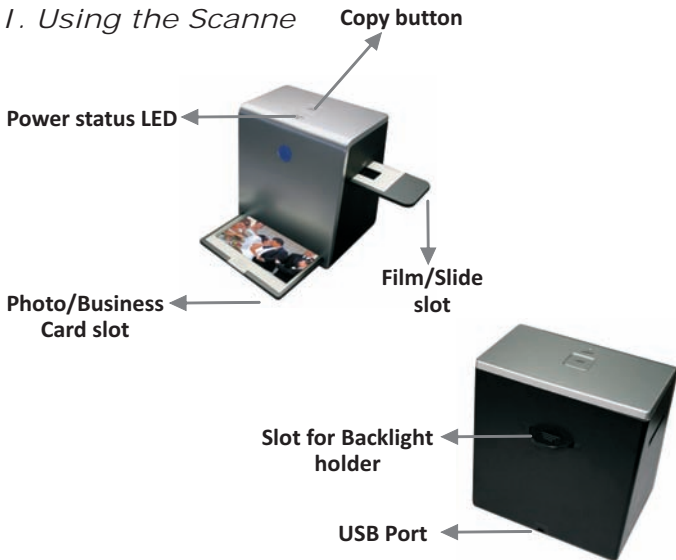 I. Using the Scanne
Copy button
Power status LED
Film/Slide
slot
Photo/Business
Card slot
Slot for Backlight
holder
USB Port